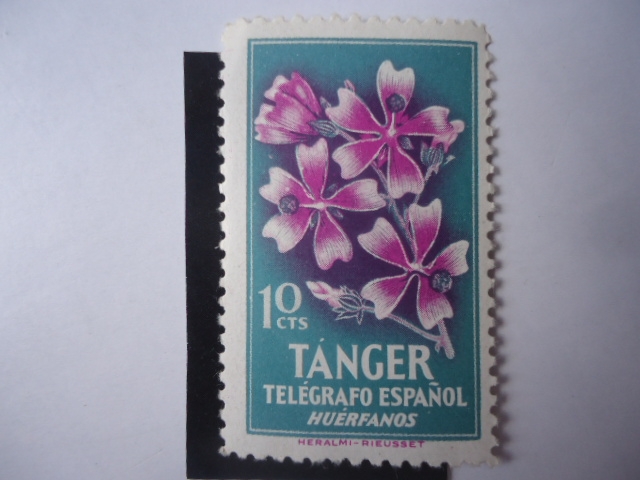 10
CTS
TÁNGER
TELÉGRAFO ESPAÑOL
HUÉRFANOS
HERALMI-RIEUSSET